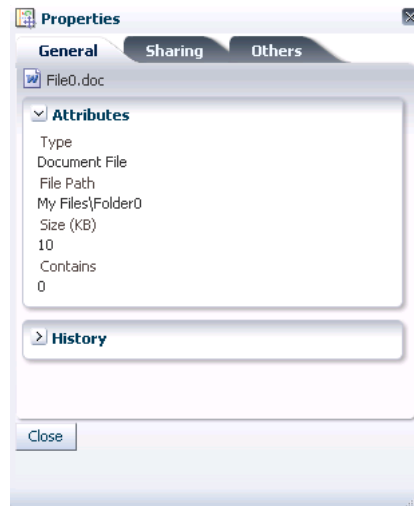 Properties
General Sharing Others
File0.doc
Attributes
Type
Document File
File Path
My Files\Folder0
Size (KB)
10
Contains
0
History
Close